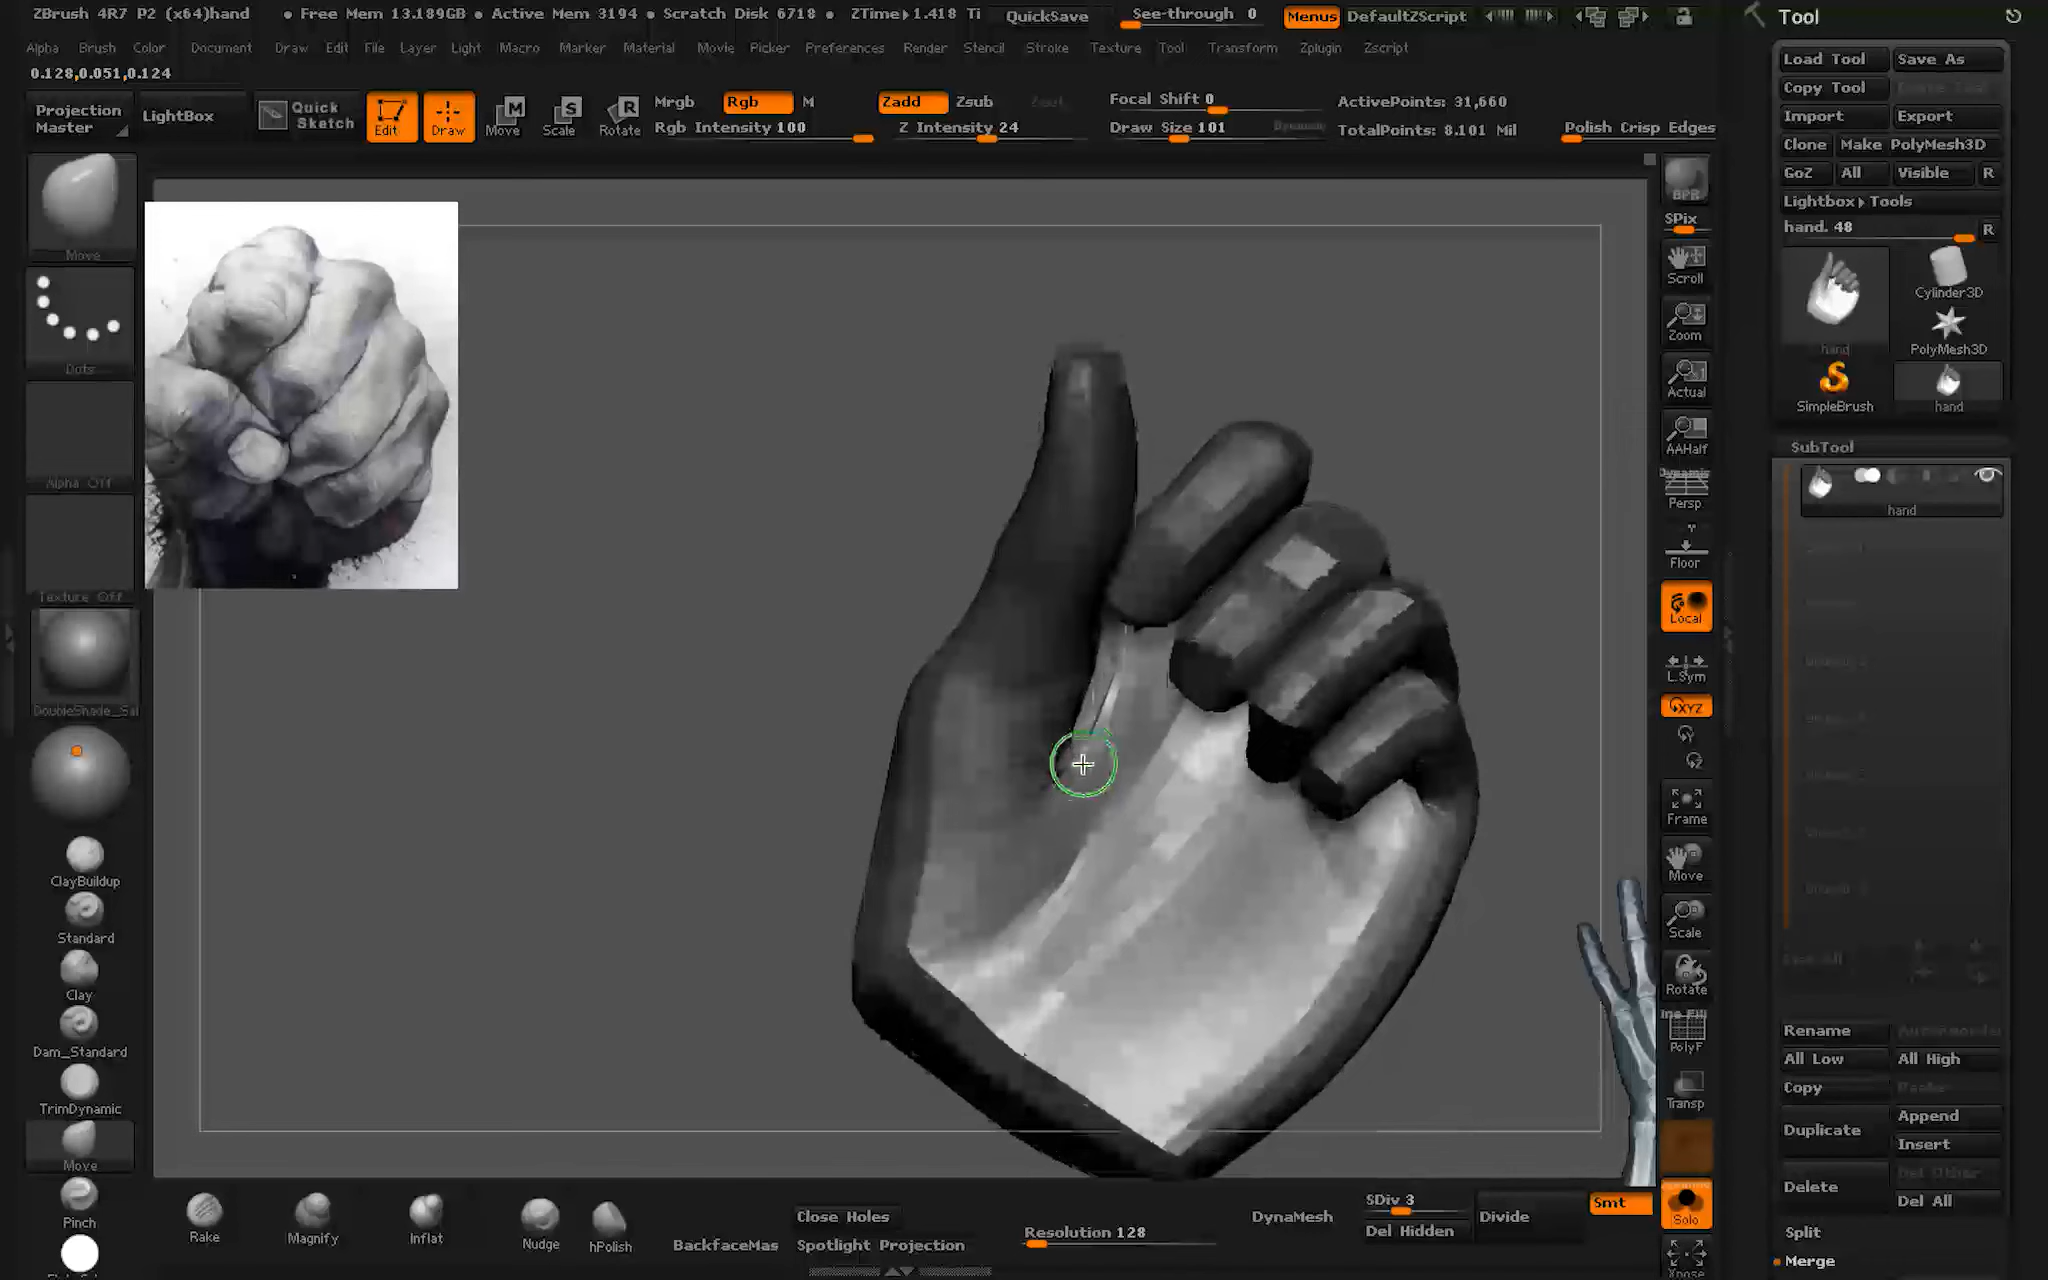 ZBrush 4R7 P2 (x64)hand • Free Mem 13.189GB • Active Mem 3194 • Scratch Disk 6718 • ZTime▸1.418 Ti QuickSave See-through 0 Menus DefaultZScript
Tool
Alpha Brush Color Document Draw Edit File Layer Light Macro Marker Material Movie Picker Preferences Render Stencil Stroke Texture Tool Transform Zplugin Zscript
0.128,0.051,0.124
Projection Master
LightBox
Quick Sketch
Edit
Draw
Move
Scale
Rotate
Mrgb Rgb M
Rgb Intensity 100
Zadd Zsub
Z Intensity 24
Focal Shift 0
Draw Size 101
Dynamic
ActivePoints: 31,660
TotalPoints: 8.101 Mil
Polish Crisp Edges
Load Tool Save As
Copy Tool
Import Export
Clone Make PolyMesh3D
GoZ All Visible R
Lightbox▸Tools
hand. 48 R
hand
Cylinder3D
PolyMesh3D
SimpleBrush
hand
SubTool
hand
Rename
All Low All High
Copy
Duplicate
Append
Insert
Delete
Del Other
Del All
Split
Merge
Move
Dots
Alpha Off
Texture Off
ClayBuildup
Standard
Clay
Dam_Standard
TrimDynamic
Move
Pinch
BPR
SPix
Scroll
Zoom
Actual
AAHalf
Dynamic
Persp
Floor
Local
L.Sym
XYZ
Frame
Move
Scale
Rotate
PolyF
Transp
Solo
Xpose
Rake
Magnify
Inflat
Nudge
hPolish
BackfaceMas
Close Holes
Spotlight Projection
Resolution 128
DynaMesh
SDiv 3
Del Hidden
Divide
Smt